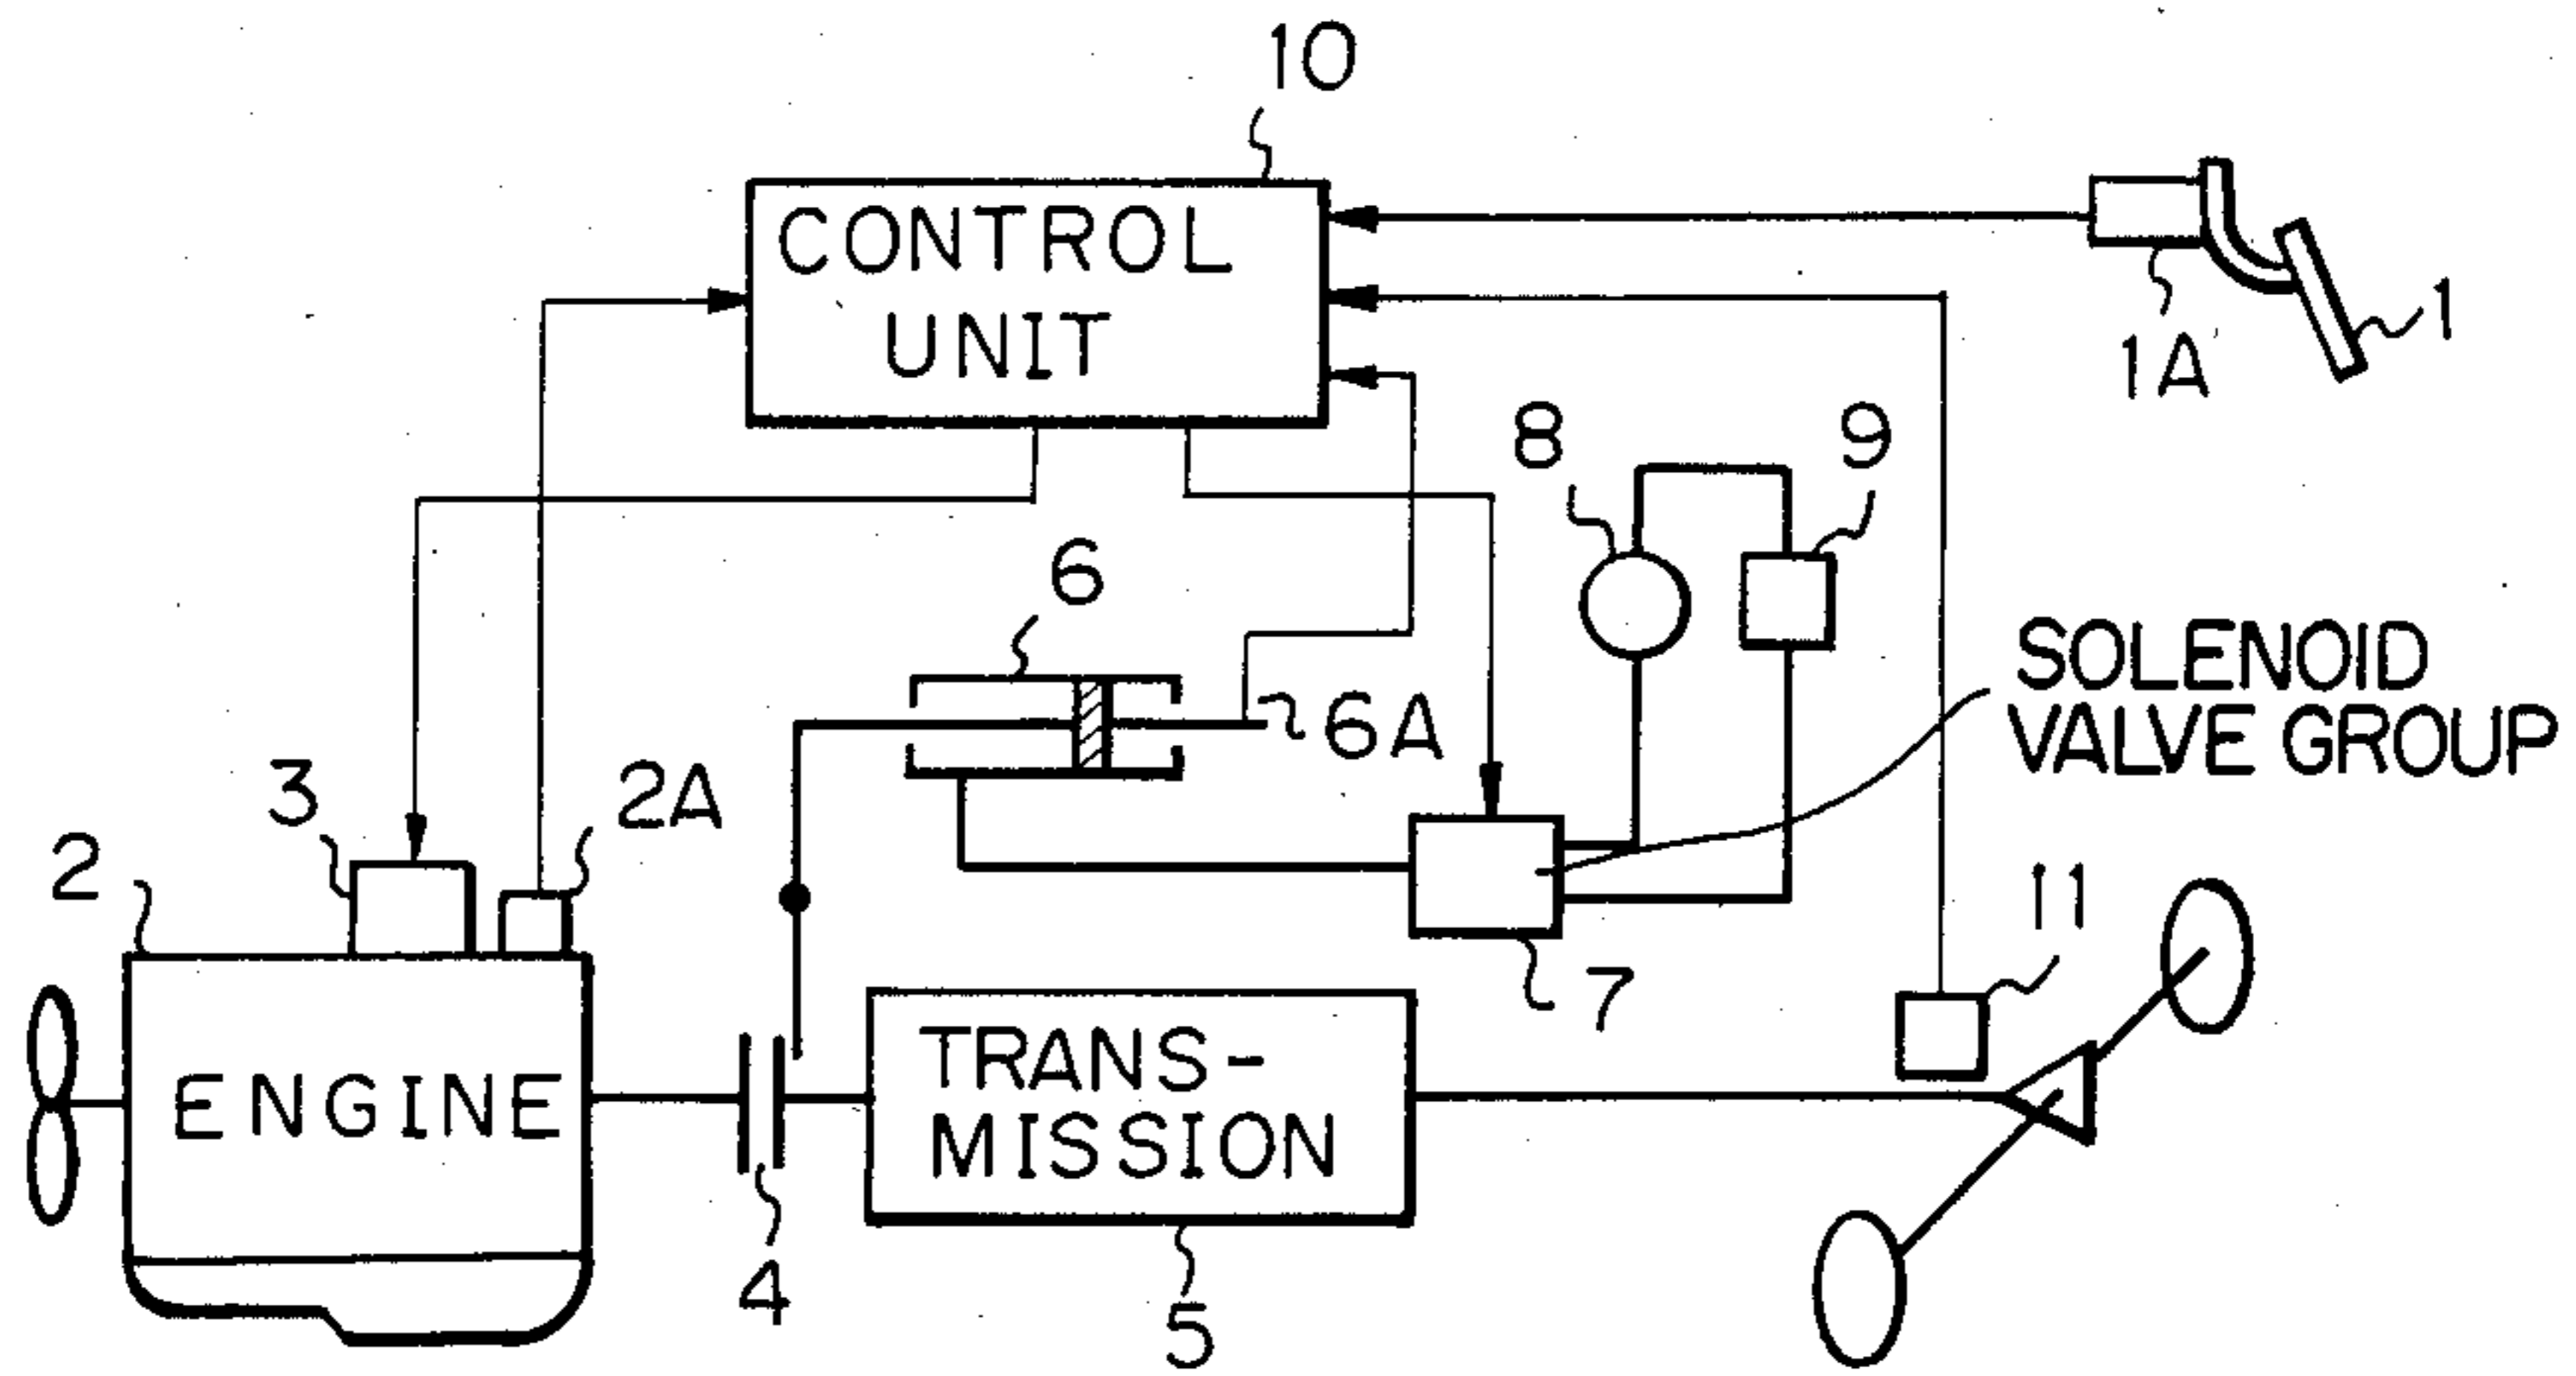 10
CONTROL
UNIT
1A
1
8
9
6
6A
SOLENOID
VALVE GROUP
3
2A
2
11
7
ENGINE
TRANS-
MISSION
4
5